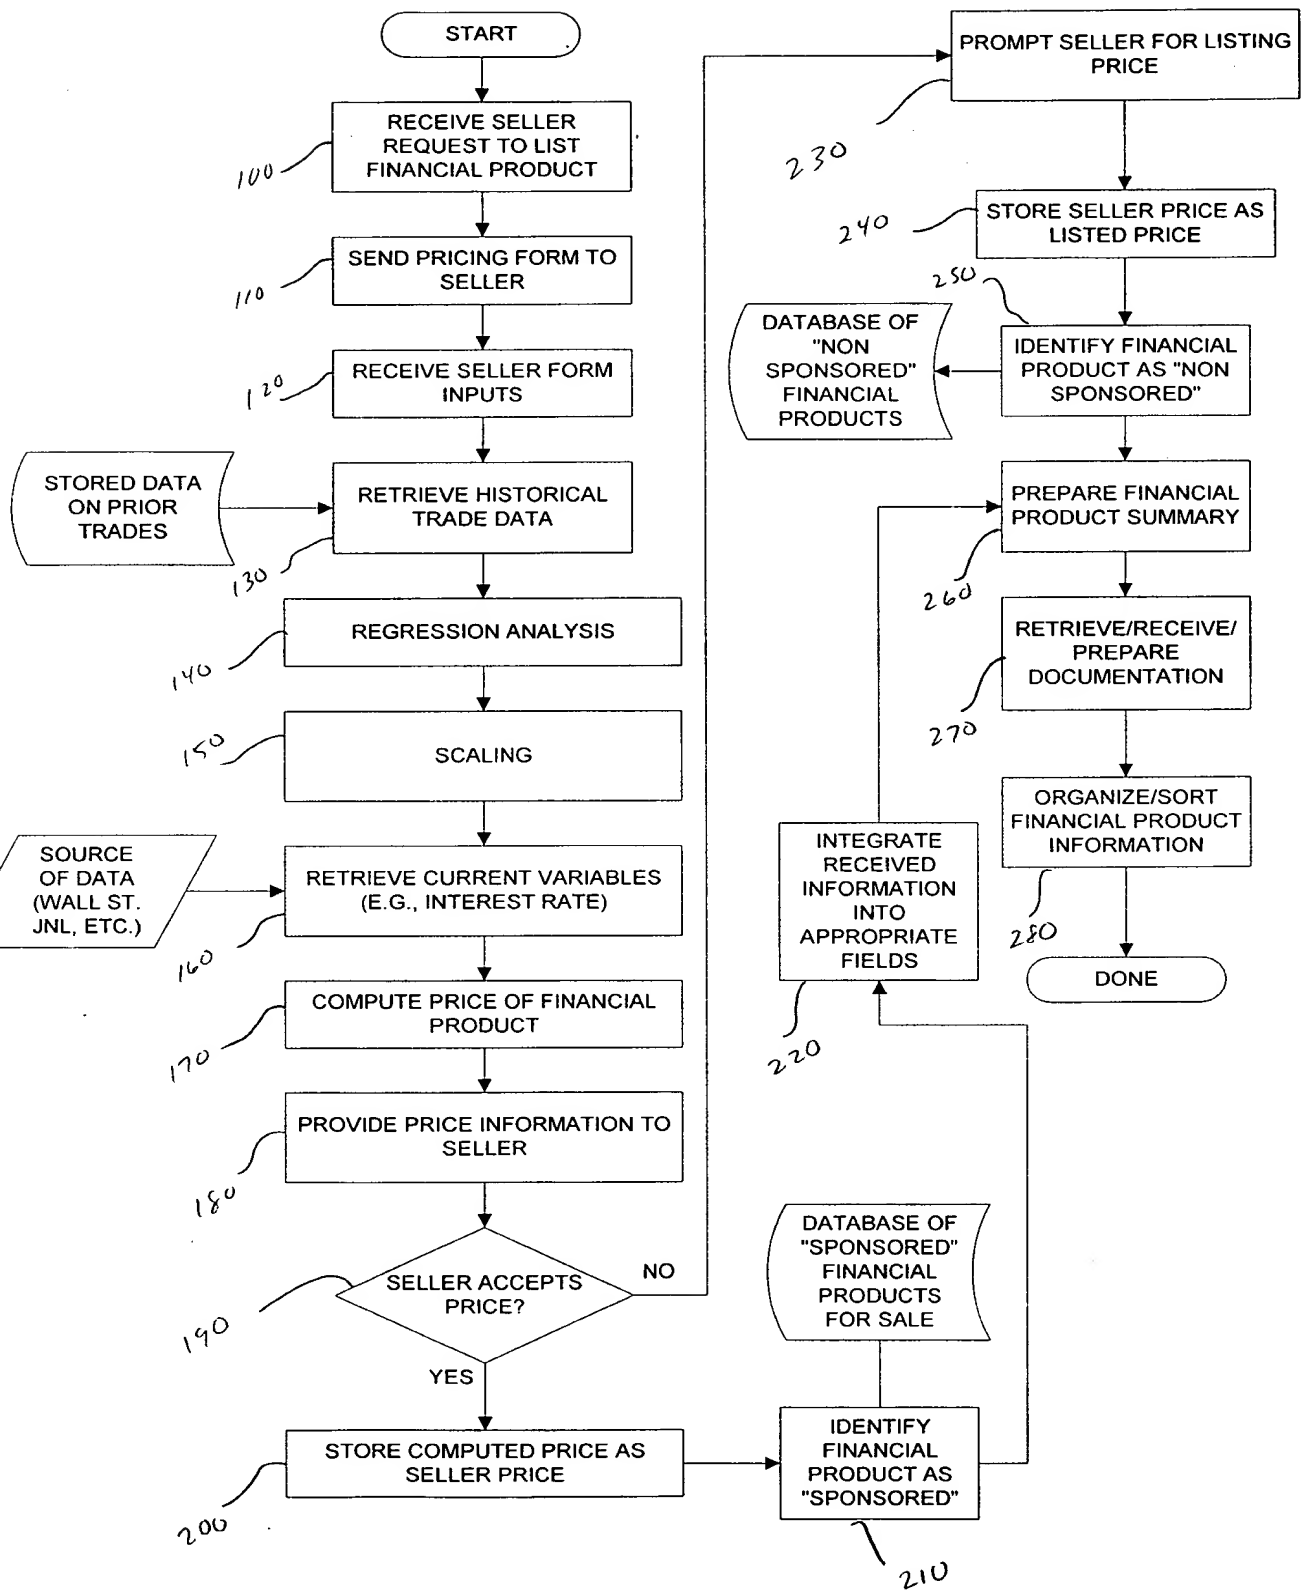 START
RECEIVE SELLER
REQUEST TO LIST
FINANCIAL PRODUCT
100
SEND PRICING FORM TO
SELLER
110
RECEIVE SELLER FORM
INPUTS
120
STORED DATA
ON PRIOR
TRADES
RETRIEVE HISTORICAL
TRADE DATA
130
REGRESSION ANALYSIS
140
SCALING
150
SOURCE
OF DATA
(WALL ST.
JNL, ETC.)
RETRIEVE CURRENT VARIABLES
(E.G., INTEREST RATE)
160
COMPUTE PRICE OF FINANCIAL
PRODUCT
170
PROVIDE PRICE INFORMATION TO
SELLER
180
SELLER ACCEPTS
PRICE?
190
NO
YES
STORE COMPUTED PRICE AS
SELLER PRICE
200
IDENTIFY
FINANCIAL
PRODUCT AS
"SPONSORED"
210
DATABASE OF
"SPONSORED"
FINANCIAL
PRODUCTS
FOR SALE
INTEGRATE
RECEIVED
INFORMATION
INTO
APPROPRIATE
FIELDS
220
PROMPT SELLER FOR LISTING
PRICE
230
STORE SELLER PRICE AS
LISTED PRICE
240
250
IDENTIFY FINANCIAL
PRODUCT AS "NON
SPONSORED"
DATABASE OF
"NON
SPONSORED"
FINANCIAL
PRODUCTS
PREPARE FINANCIAL
PRODUCT SUMMARY
260
RETRIEVE/RECEIVE/
PREPARE
DOCUMENTATION
270
ORGANIZE/SORT
FINANCIAL PRODUCT
INFORMATION
280
DONE